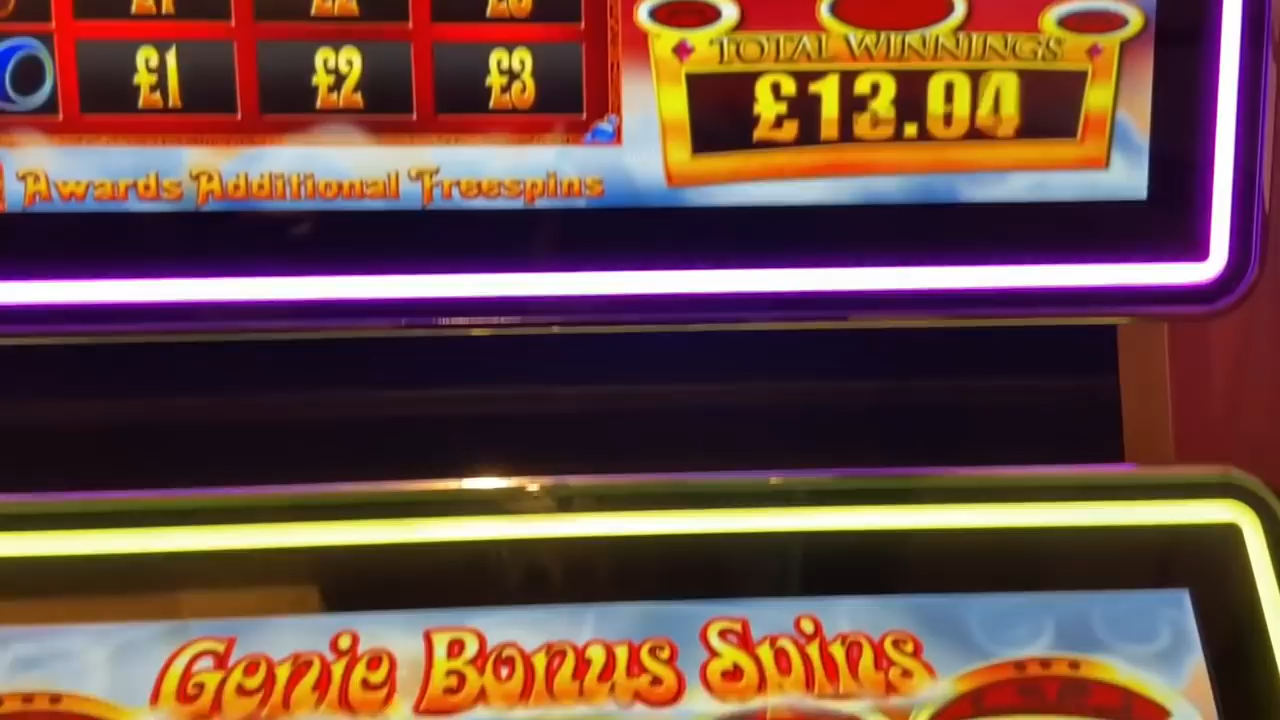 £1 £2 £3
TOTAL WINNINGS
£13.04
Awards Additional Freespins
Genie Bonus Spins